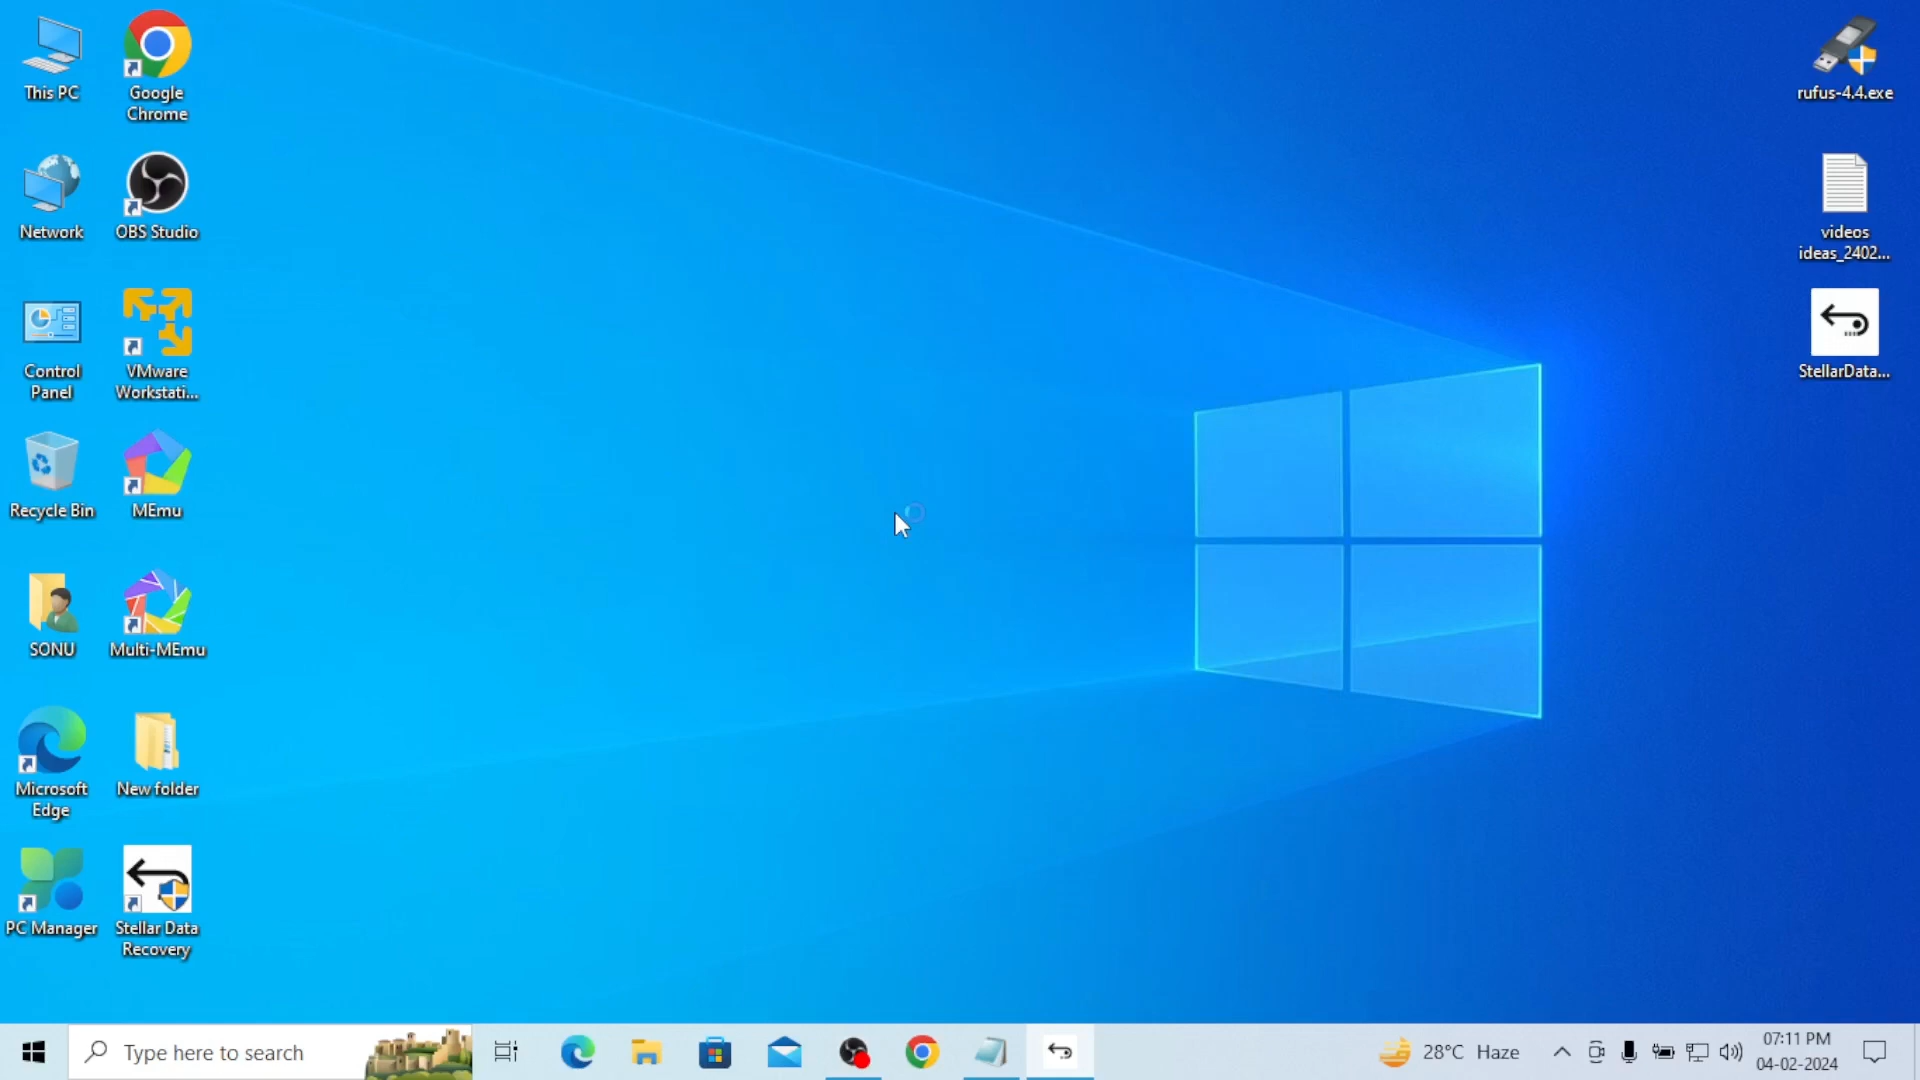 This PC
Google
Chrome
Network
OBS Studio
Control
Panel
VMware
Workstati...
Recycle Bin
MEmu
SONU
Multi-MEmu
Microsoft
Edge
New folder
PC Manager
Stellar Data
Recovery
rufus-4.4.exe
videos
ideas_2402...
StellarData...
Type here to search
28°C Haze
07:11 PM
04-02-2024